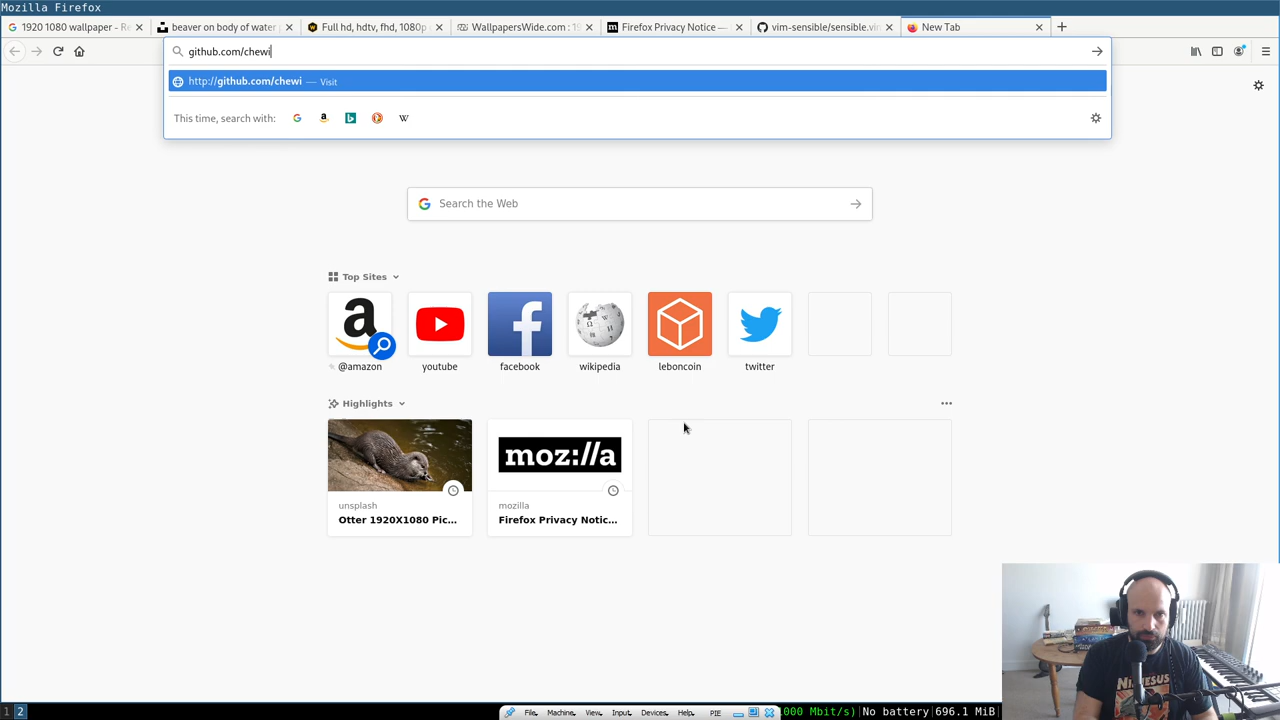 Mozilla Firefox
1920 1080 wallpaper - Re
beaver on body of water
Full hd, hdtv, fhd, 1080p
WallpapersWide.com : 19
Firefox Privacy Notice —
vim-sensible/sensible.vim
New Tab
github.com/chewi
http://github.com/chewi — Visit
This time, search with:
Search the Web
Top Sites
@amazon
youtube
facebook
wikipedia
leboncoin
twitter
Highlights
moz://a
unsplash
Otter 1920X1080 Pic...
mozilla
Firefox Privacy Notic...
1 2
File Machine View Input Devices Help PIE
000 Mbit/s) No battery 696.1 MiB